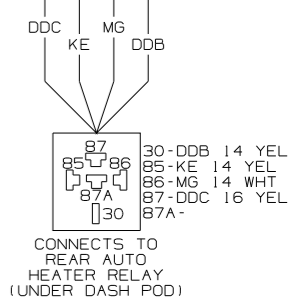 DDC
MG
KE
DDB
87
85
86
87A
30
30-DDB 14 YEL
85-KE 14 YEL
86-MG 14 WHT
87-DDC 16 YEL
87A-
CONNECTS TO
REAR AUTO
HEATER RELAY
(UNDER DASH POD)